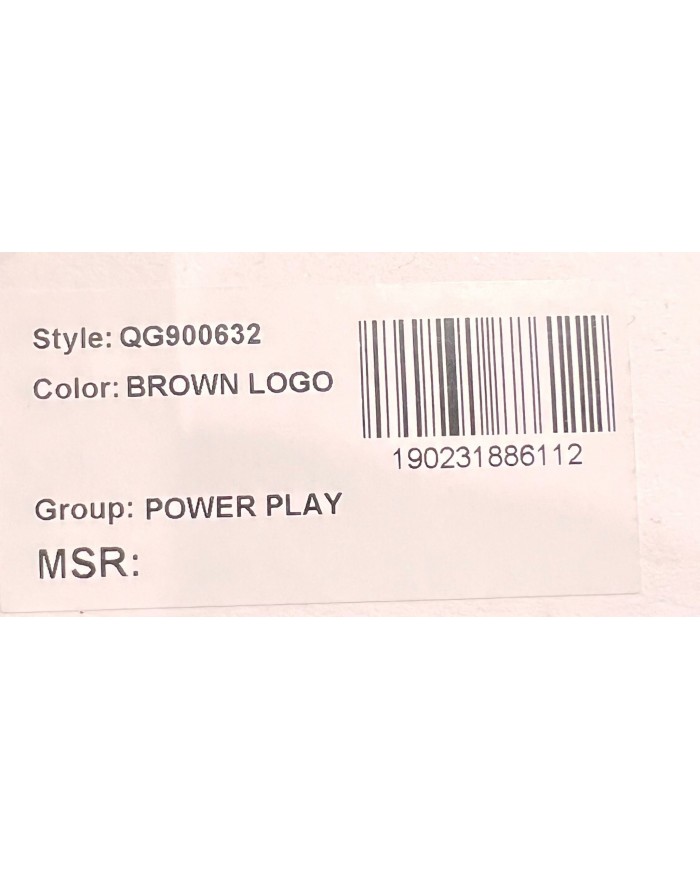 Style: QG900632
Color: BROWN LOGO
190231886112
Group: POWER PLAY
MSR: